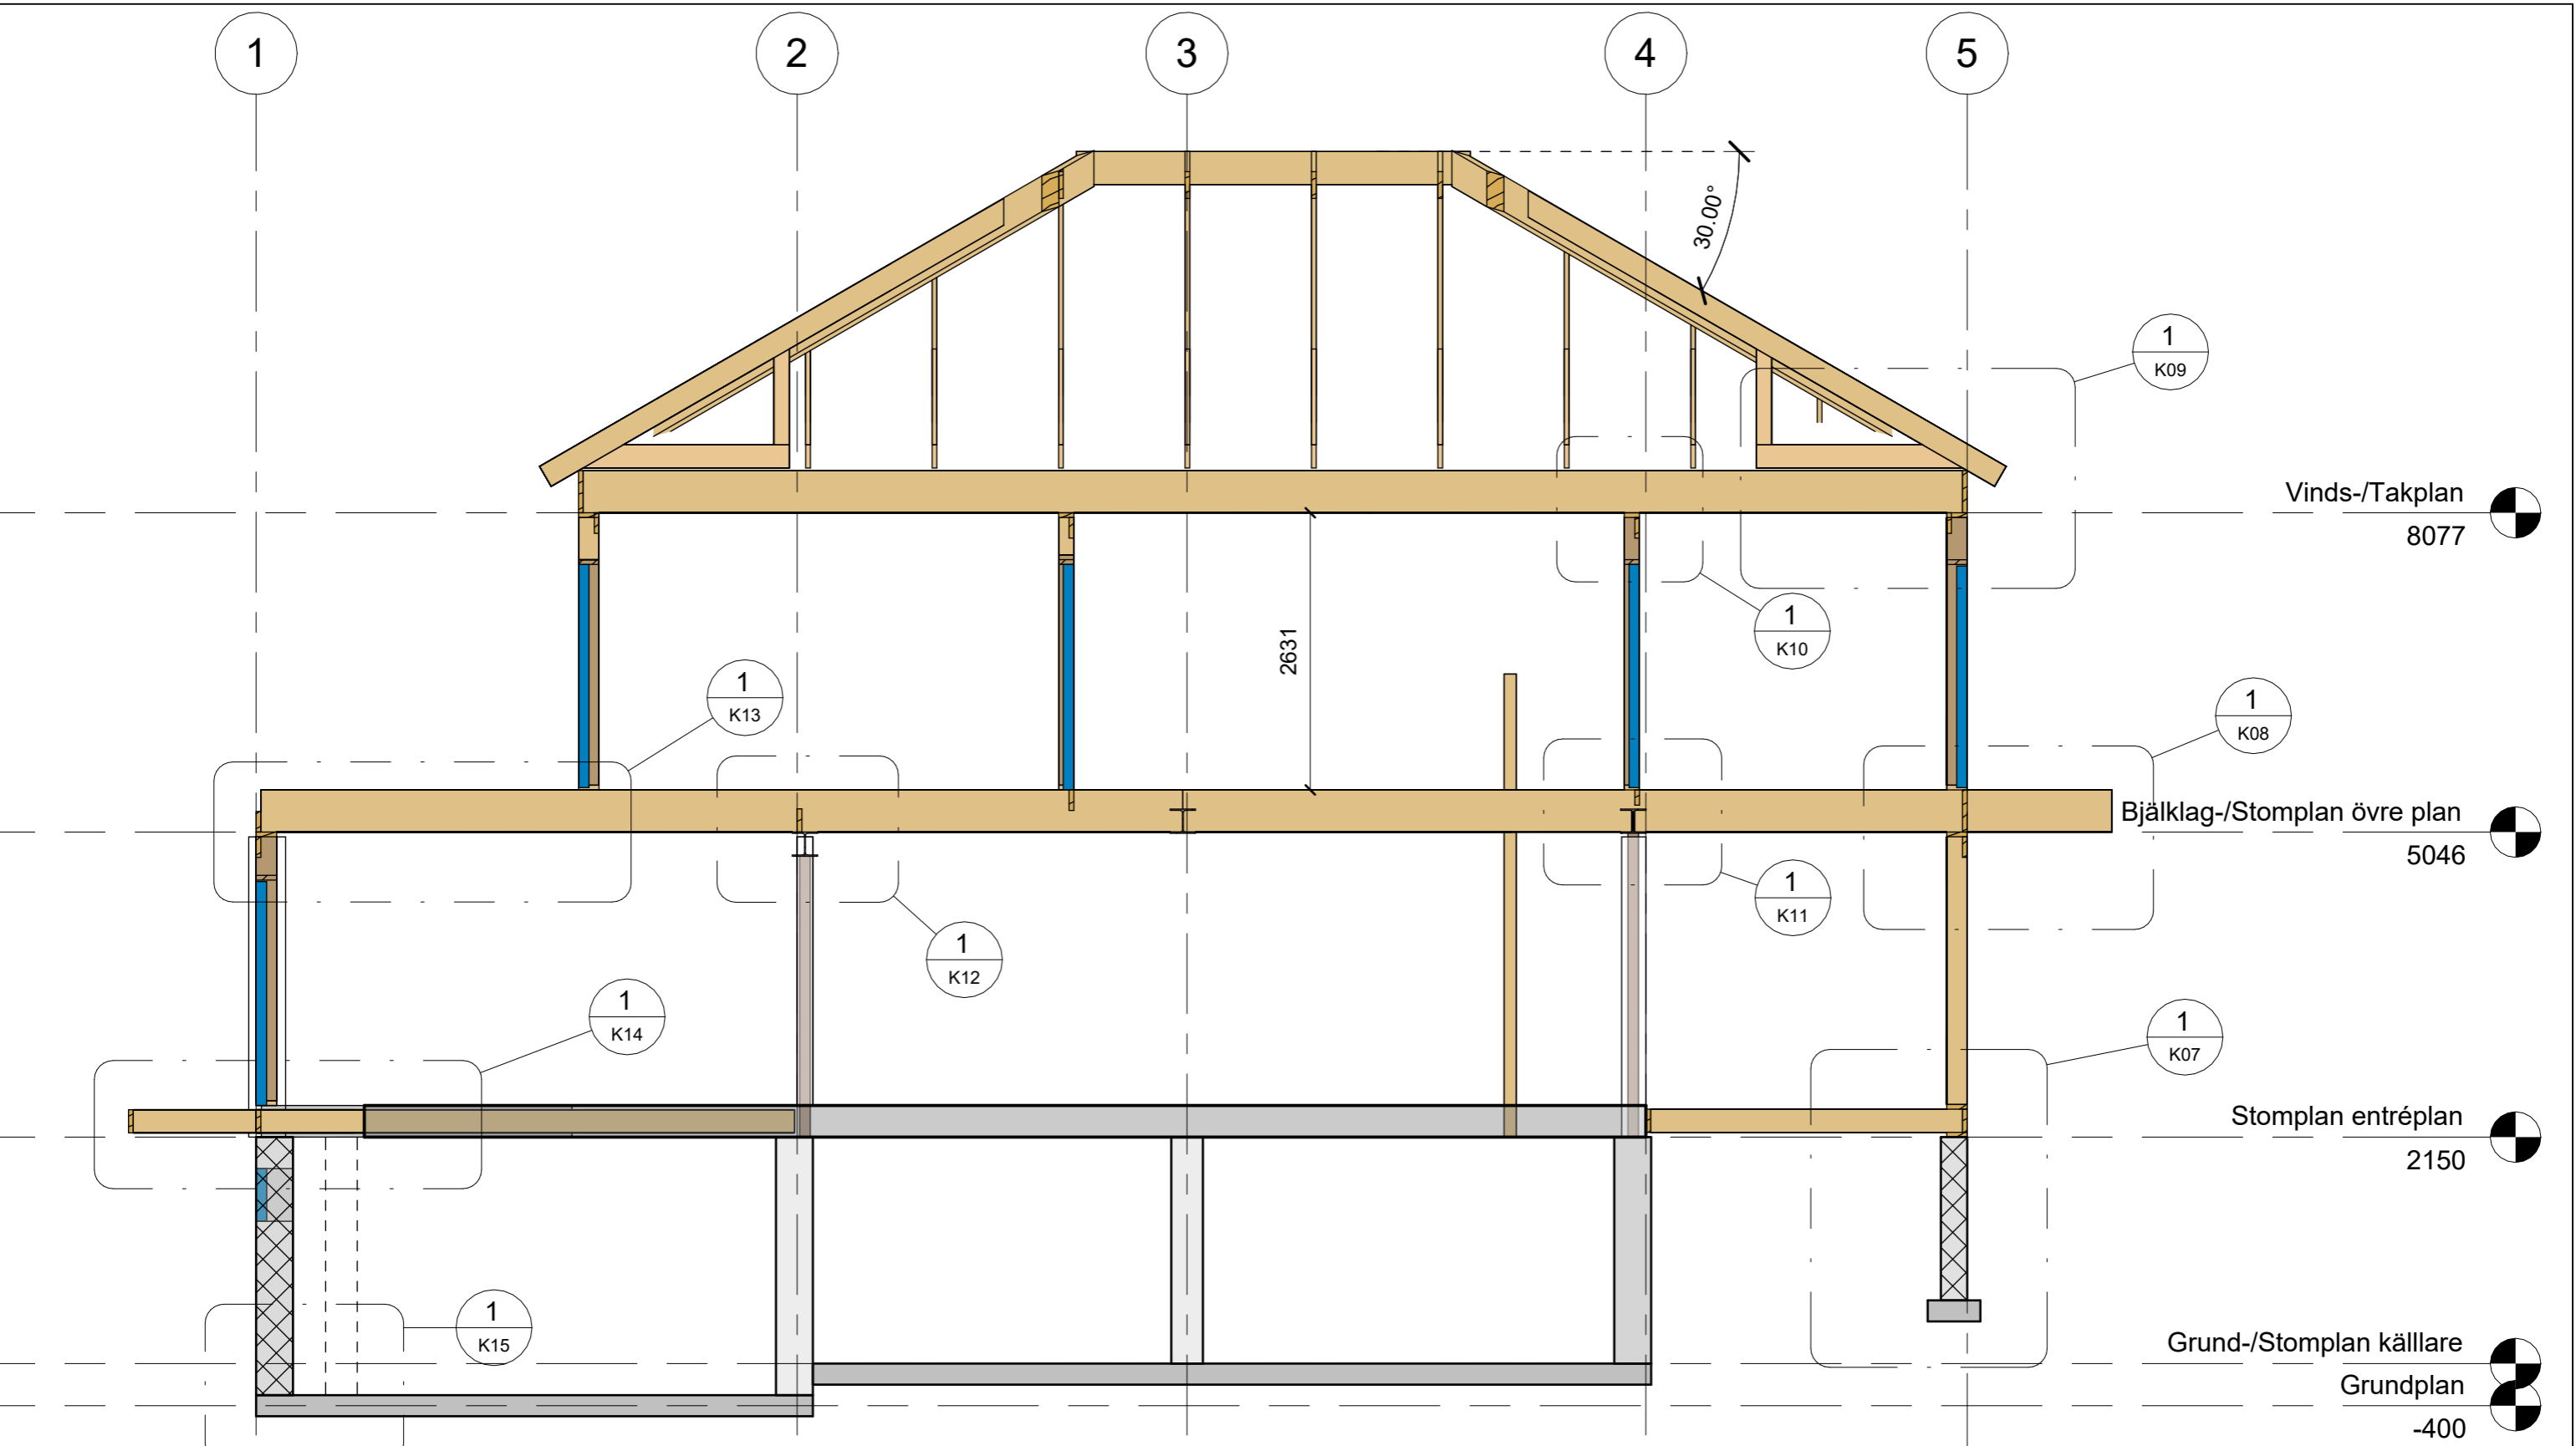 1
2
3
4
5
30.00°
1
K09
Vinds-/Takplan
8077
1
K10
2631
1
K13
1
K08
Bjälklag-/Stomplan övre plan
5046
1
K11
1
K12
1
K14
1
K07
Stomplan entréplan
2150
1
K15
Grund-/Stomplan källlare
Grundplan
-400